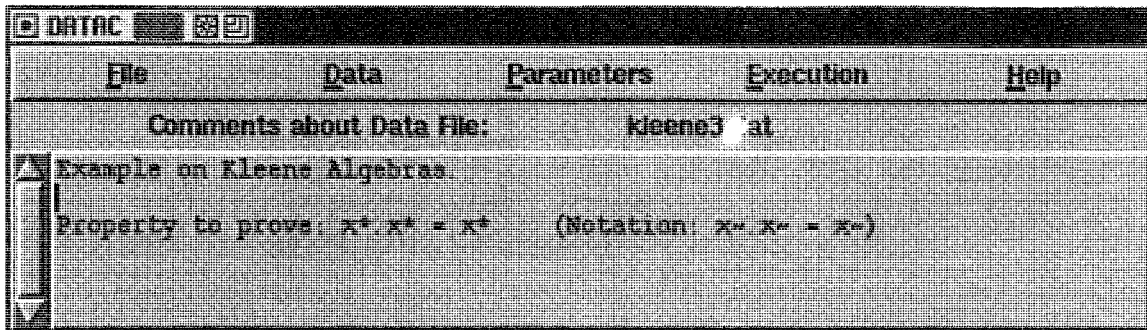 DATAC
File Data Parameters Execution Help
Comments about Data File: kleene3 at
Example on Kleene Algebras.
Property to prove: x*.x* = x* (Notation: x~.x~ = x~)